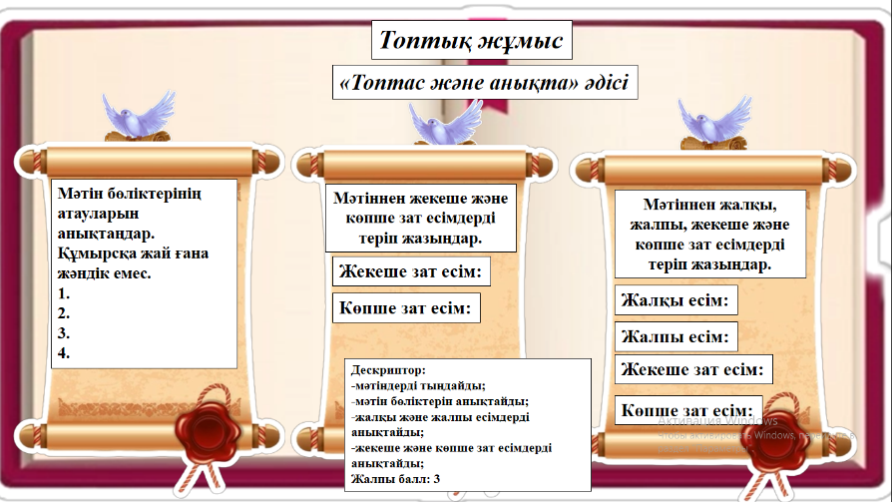 Топтық жұмыс
«Топтас және анықта» әдісі
Мәтін бөліктерінің
атауларын
анықтаңдар.
Құмырсқа жай ғана
жәндік емес.
1.
2.
3.
4.
Мәтіннен жекеше және
көпше зат есімдерді
теріп жазыңдар.
Жекеше зат есім:
Көпше зат есім:
Мәтіннен жалқы,
жалпы, жекеше және
көпше зат есімдерді
теріп жазыңдар.
Жалқы есім:
Жалпы есім:
Жекеше зат есім:
Көпше зат есім:
Дескриптор:
-мәтіндерді тыңдайды;
-мәтін бөліктерін анықтайды;
-жалқы және жалпы есімдерді
анықтайды;
-жекеше және көпше зат есімдерді
анықтайды;
Жалпы балл: 3
Активация Windows
Чтобы активировать Windows,